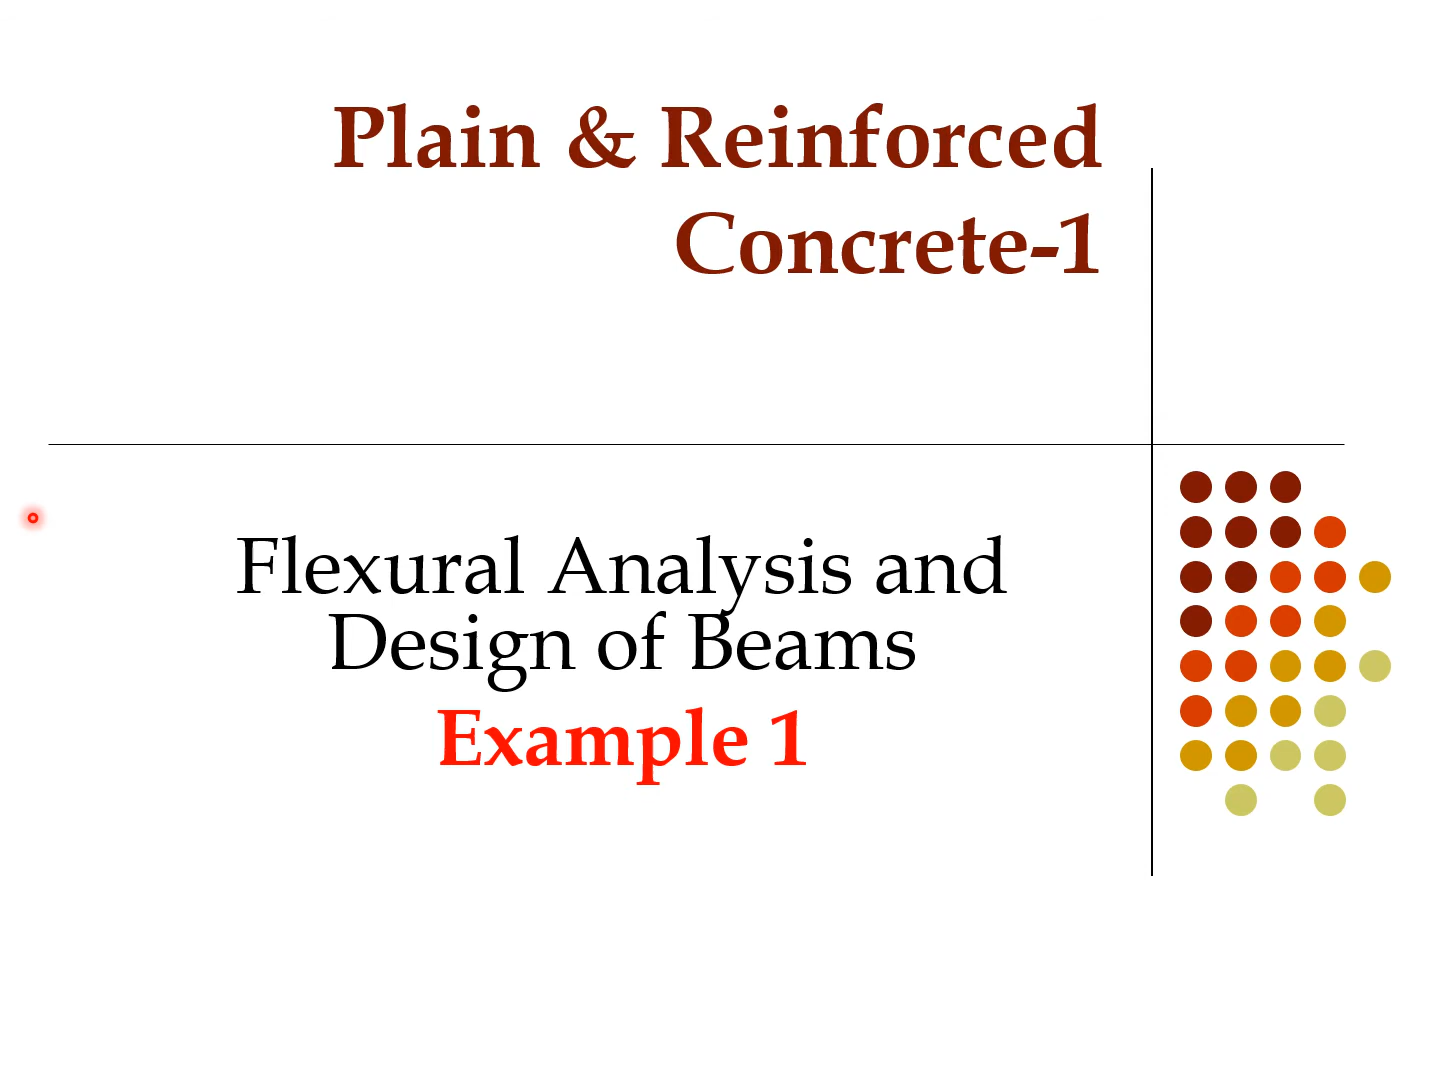 Plain & Reinforced
Concrete-1
Flexural Analysis and
Design of Beams
Example 1